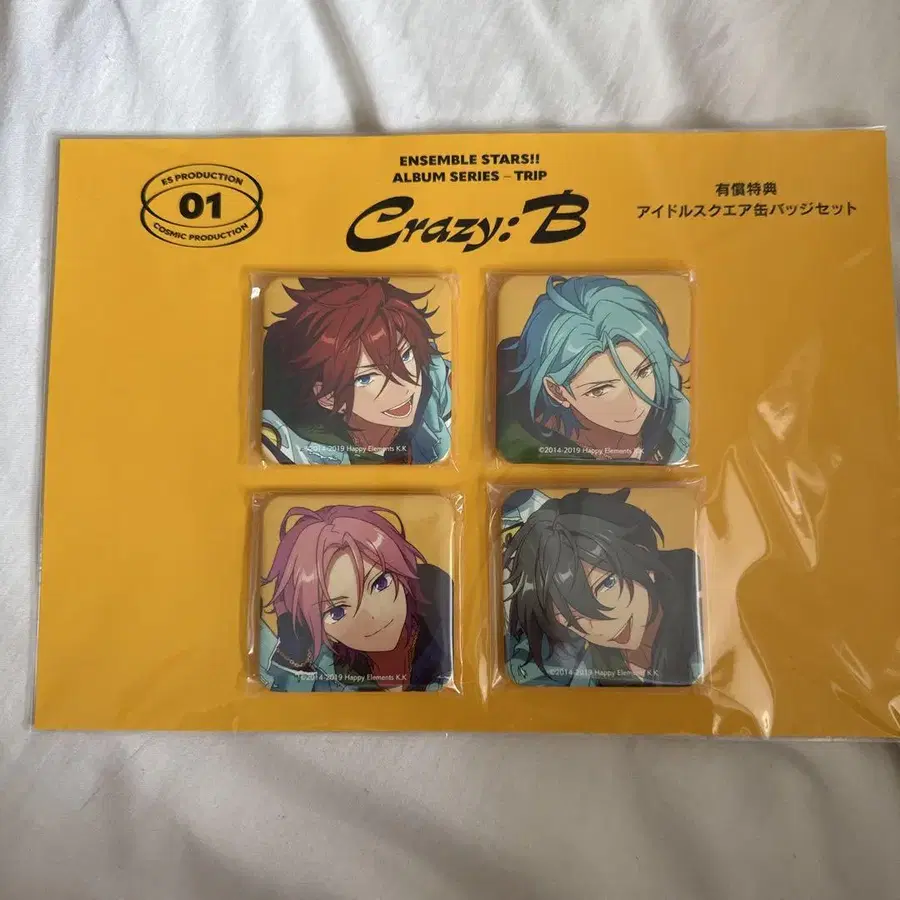 ES PRODUCTION
01
COSMIC PRODUCTION
ENSEMBLE STARS!!
ALBUM SERIES – TRIP
Crazy:B
有償特典
アイドルスクエア缶バッジセット
©2014-2019 Happy Elements K.K
©2014-2019 Happy Elements K.K
©2014-2019 Happy Elements K.K
©2014-2019 Happy Elements K.K